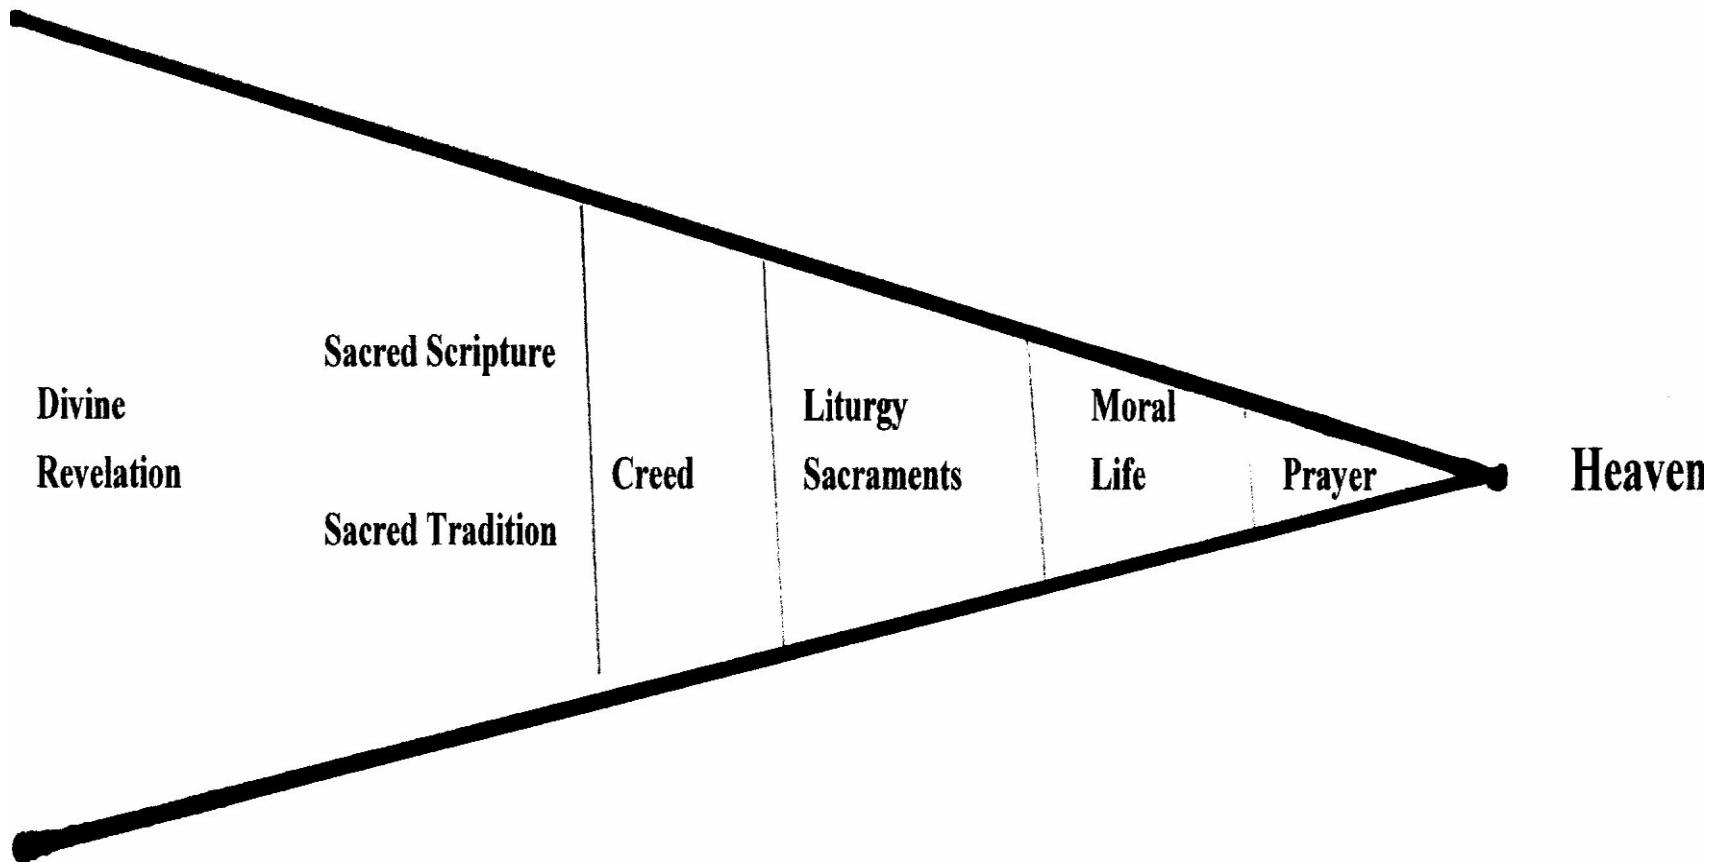 Divine
Revelation
Sacred Scripture
Sacred Tradition
Creed
Liturgy
Sacraments
Moral
Life
Prayer
Heaven